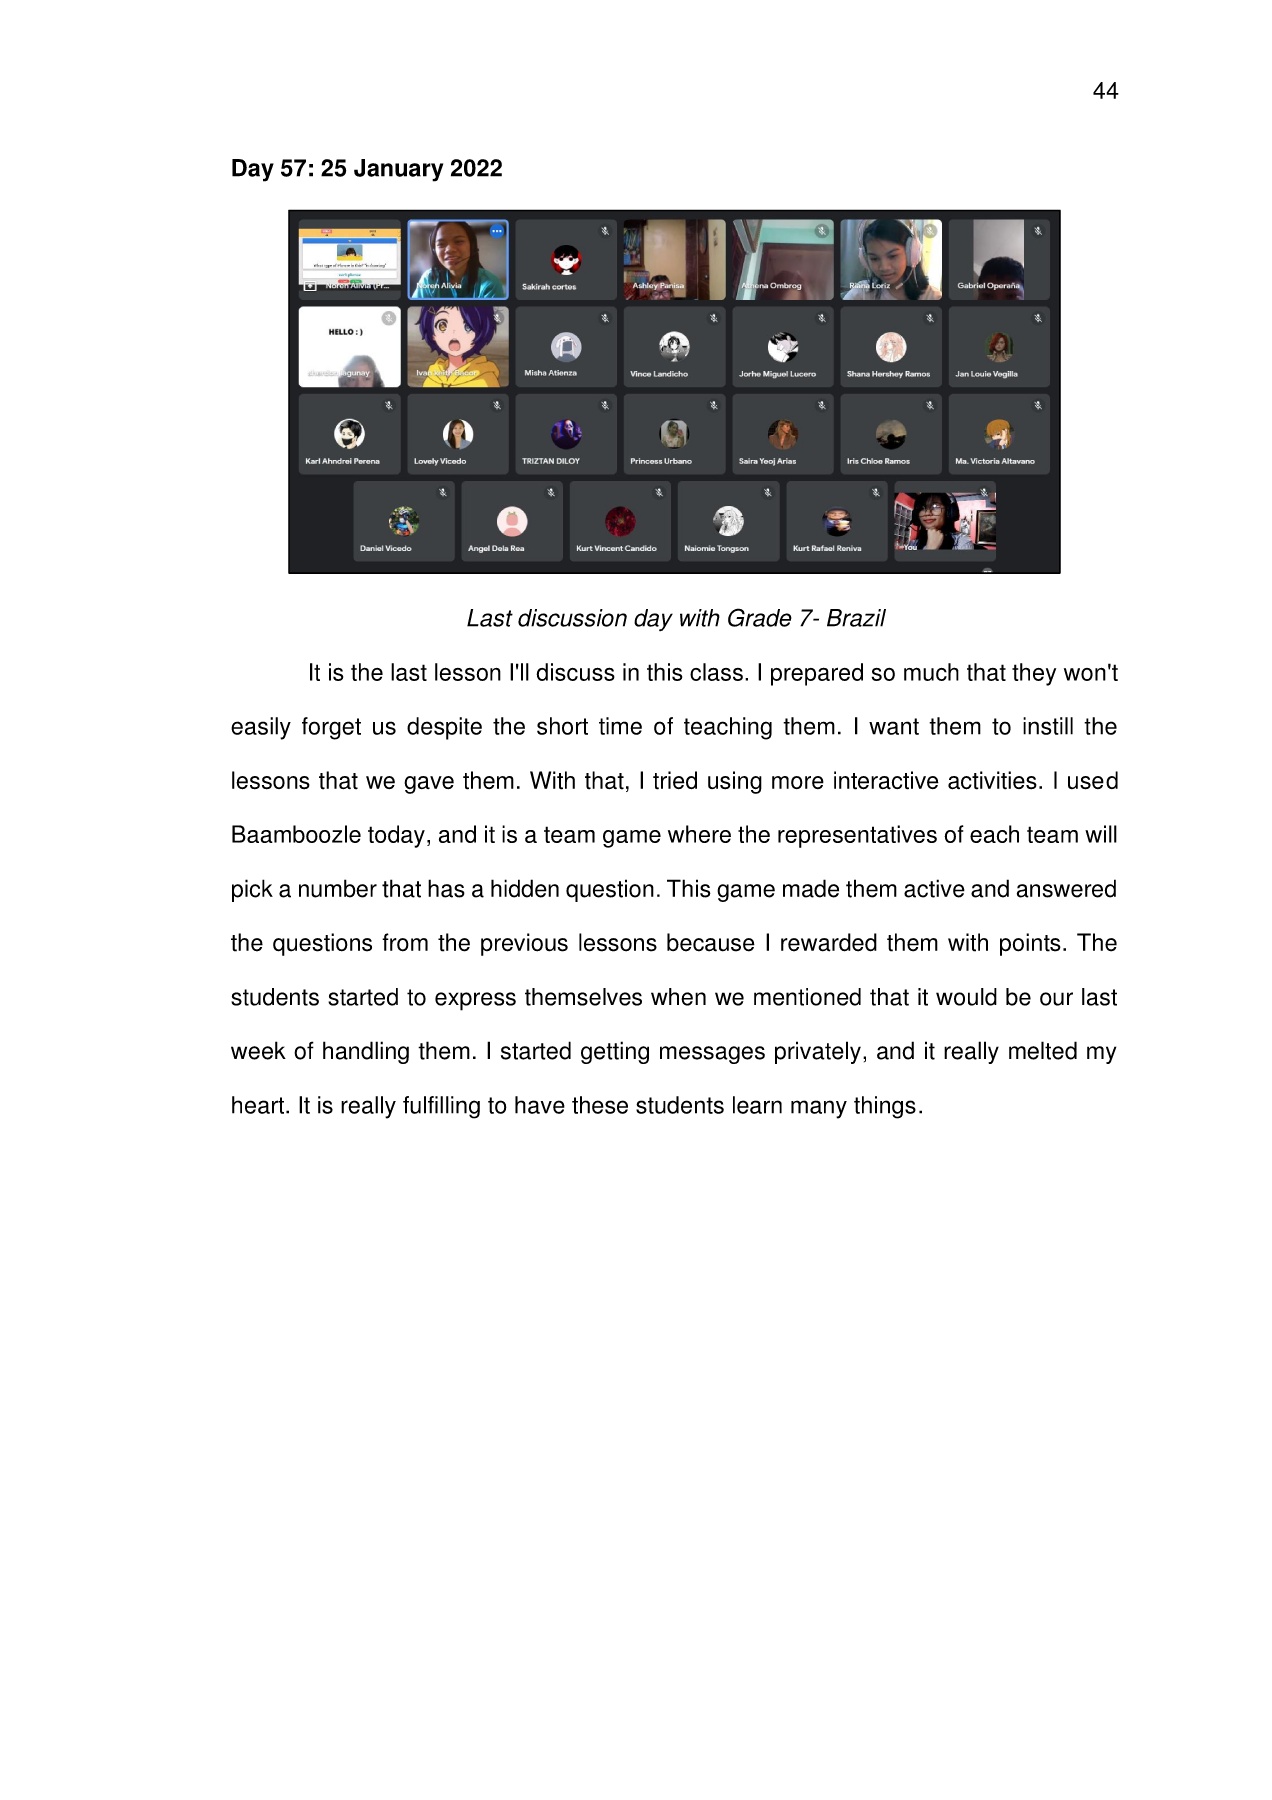 44
Day 57: 25 January 2022
Noren Alivia (Pr...
Noren Alivia
Sakirah cortes
Ashley Panisa
Athena Ombrog
Riana Loriz
Gabriel Operaña
HELLO : )
Misha Atienza
Vince Landicho
Jorhe Miguel Lucero
Shana Hershey Ramos
Jan Louie Vegilla
Karl Ahndrei Perena
Lovely Vicedo
TRIZTAN DILOY
Princess Urbano
Saira Yeoj Arias
Iris Chloe Ramos
Ma. Victoria Altavano
Daniel Vicedo
Angel Dela Rea
Kurt Vincent Candido
Naiomie Tongson
Kurt Rafael Reniva
You
Last discussion day with Grade 7- Brazil
It is the last lesson I'll discuss in this class. I prepared so much that they won't
easily forget us despite the short time of teaching them. I want them to instill the
lessons that we gave them. With that, I tried using more interactive activities. I used
Baamboozle today, and it is a team game where the representatives of each team will
pick a number that has a hidden question. This game made them active and answered
the questions from the previous lessons because I rewarded them with points. The
students started to express themselves when we mentioned that it would be our last
week of handling them. I started getting messages privately, and it really melted my
heart. It is really fulfilling to have these students learn many things.